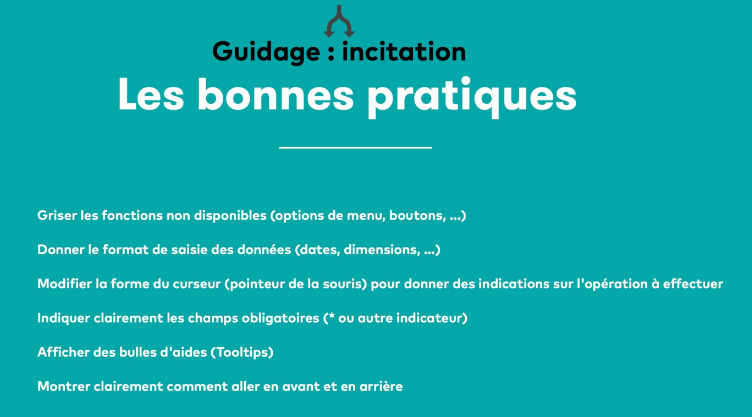 Guidage : incitation
Les bonnes pratiques
Griser les fonctions non disponibles (options de menu, boutons, ...)
Donner le format de saisie des données (dates, dimensions, ...)
Modifier la forme du curseur (pointeur de la souris) pour donner des indications sur l'opération à effectuer
Indiquer clairement les champs obligatoires (* ou autre indicateur)
Afficher des bulles d'aides (Tooltips)
Montrer clairement comment aller en avant et en arrière